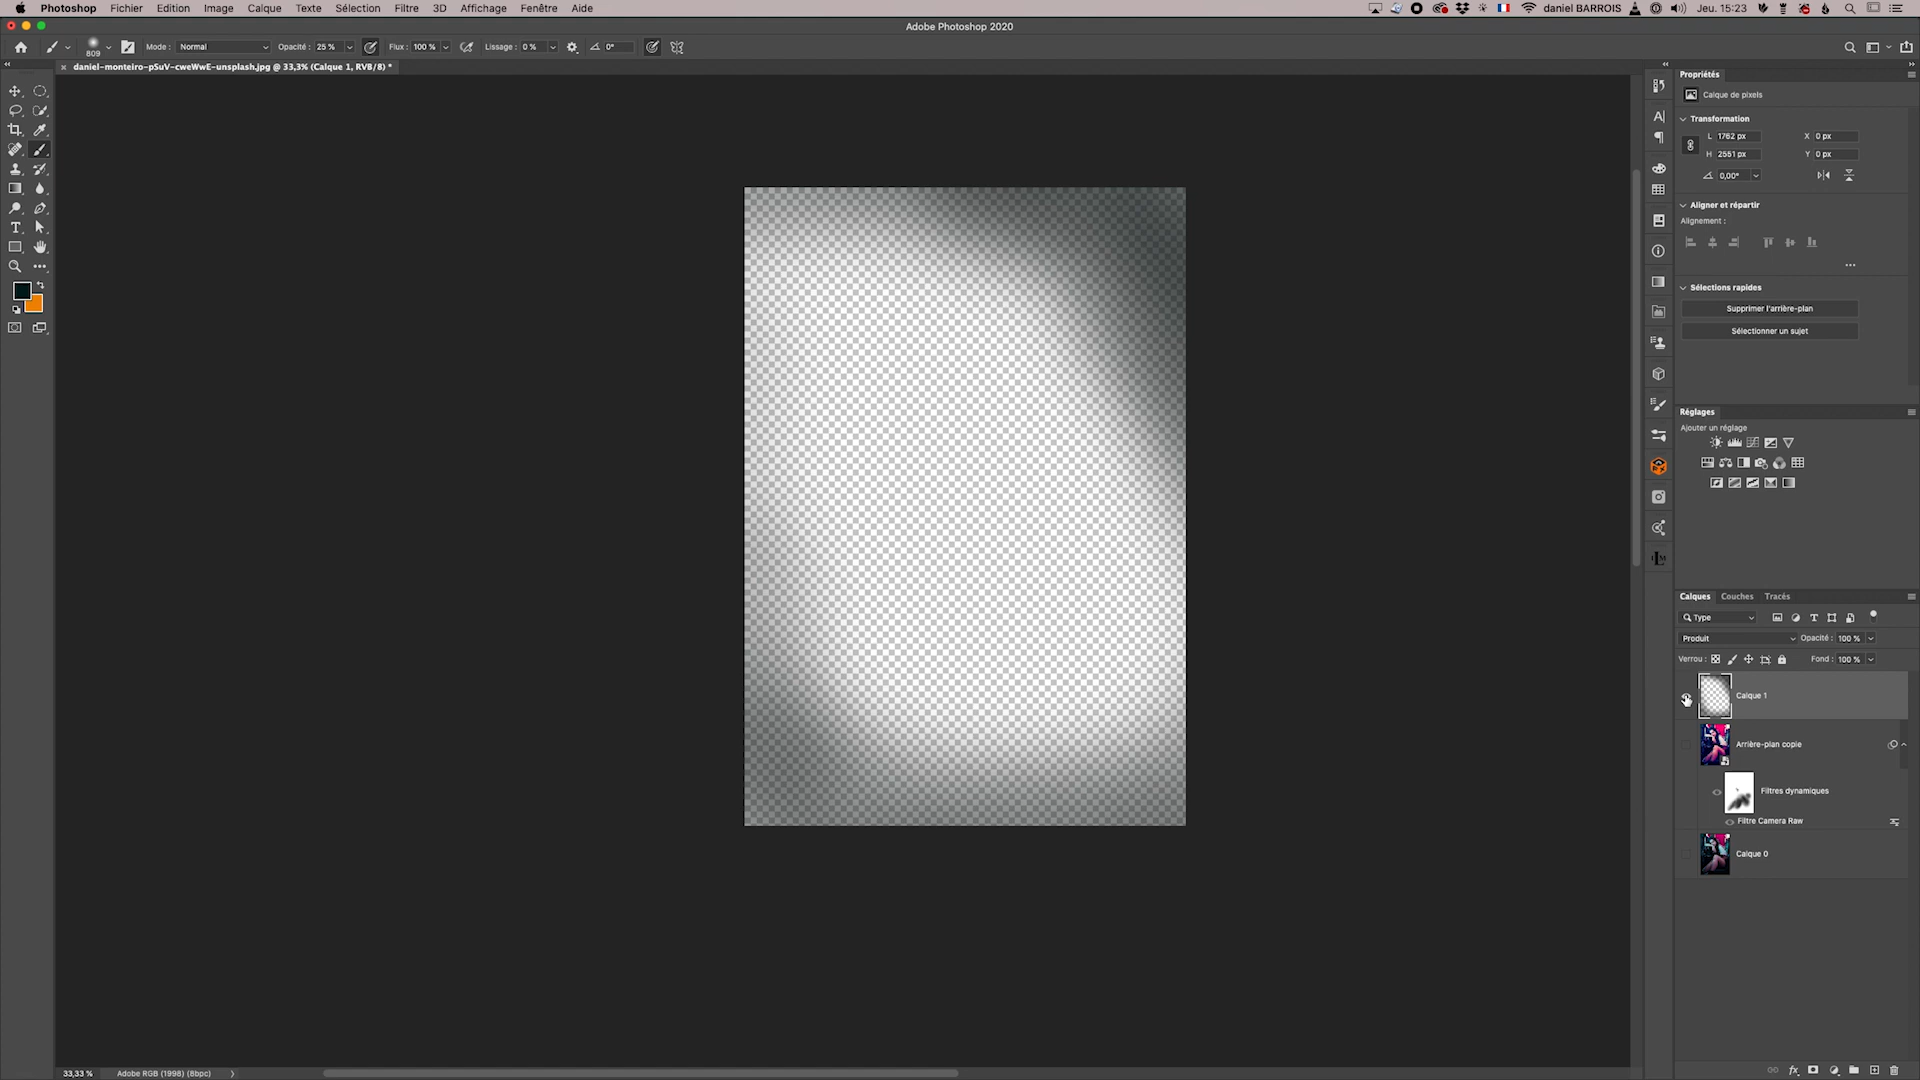 Photoshop Fichier Edition Image Calque Texte Sélection Filtre 3D Affichage Fenêtre Aide daniel BARROIS Jeu. 15:23
Adobe Photoshop 2020
809 Mode : Normal Opacité : 25 % Flux : 100 % Lissage : 0 % 0°
daniel-monteiro-pSuV-cweWwE-unsplash.jpg @ 33,3% (Calque 1, RVB/8) *
Propriétés
Calque de pixels
Transformation
L 1762 px X 0 px
H 2551 px Y 0 px
0,00°
Aligner et répartir
Alignement :
Sélections rapides
Supprimer l'arrière-plan
Sélectionner un sujet
Réglages
Ajouter un réglage
Calques Couches Tracés
Type
Produit Opacité : 100 %
Verrou : Fond : 100 %
Calque 1
Arrière-plan copie
Filtres dynamiques
Filtre Camera Raw
Calque 0
33,33 % Adobe RGB (1998) (8bpc)